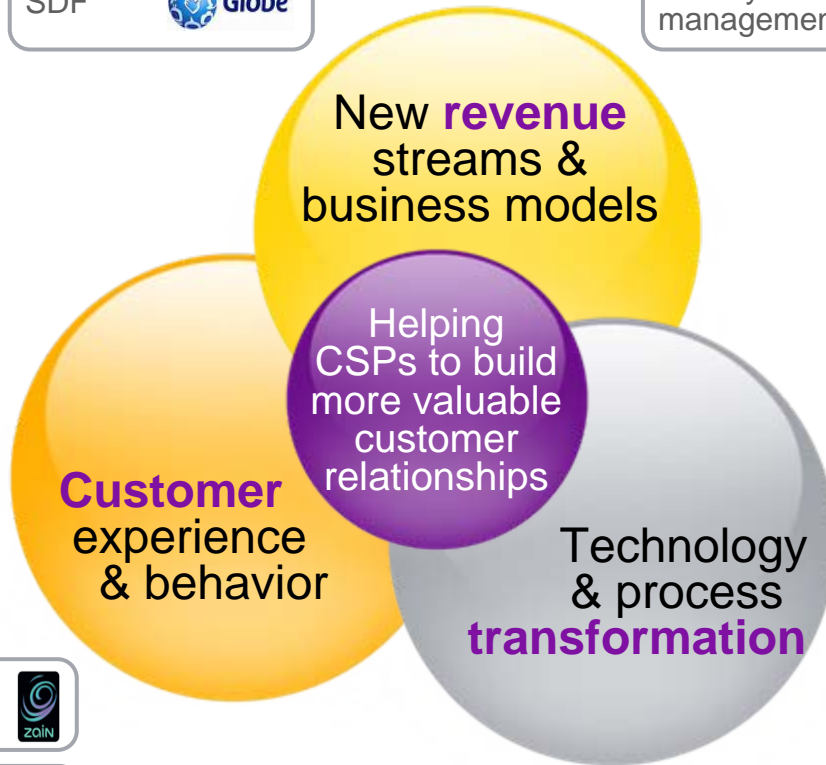 SDF
Globe
management
New revenue
streams &
business models
Helping
CSPs to build
more valuable
customer
relationships
Customer
experience
& behavior
Technology
& process
transformation
zain